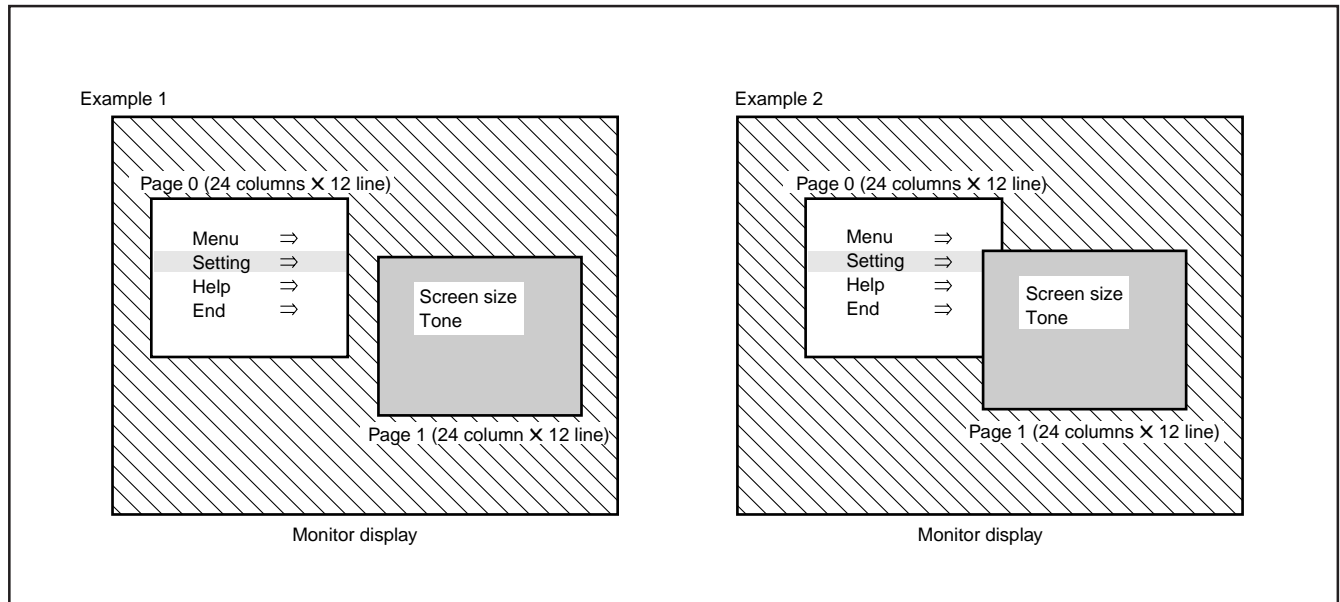 Example 1
Page 0 (24 columns X 12 line)
Menu ⇒
Setting ⇒
Help ⇒
End ⇒
Screen size
Tone
Page 1 (24 column X 12 line)
Monitor display
Example 2
Page 0 (24 columns X 12 line)
Menu ⇒
Setting ⇒
Help ⇒
End ⇒
Screen size
Tone
Page 1 (24 columns X 12 line)
Monitor display